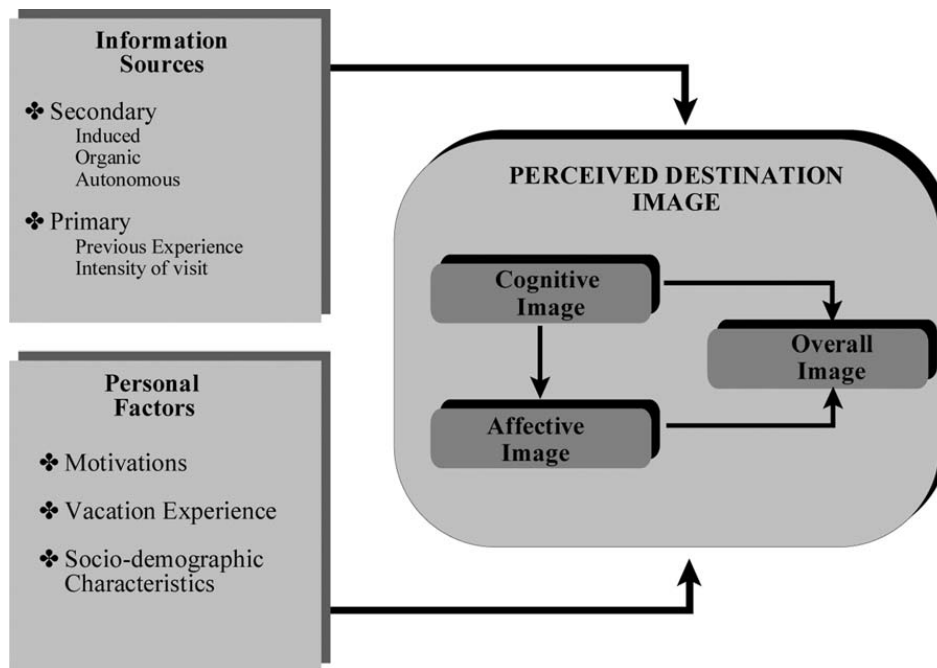 Information
Sources
✤ Secondary
Induced
Organic
Autonomous
✤ Primary
Previous Experience
Intensity of visit
Personal
Factors
✤ Motivations
✤ Vacation Experience
✤ Socio-demographic
Characteristics
PERCEIVED DESTINATION
IMAGE
Cognitive
Image
Affective
Image
Overall
Image